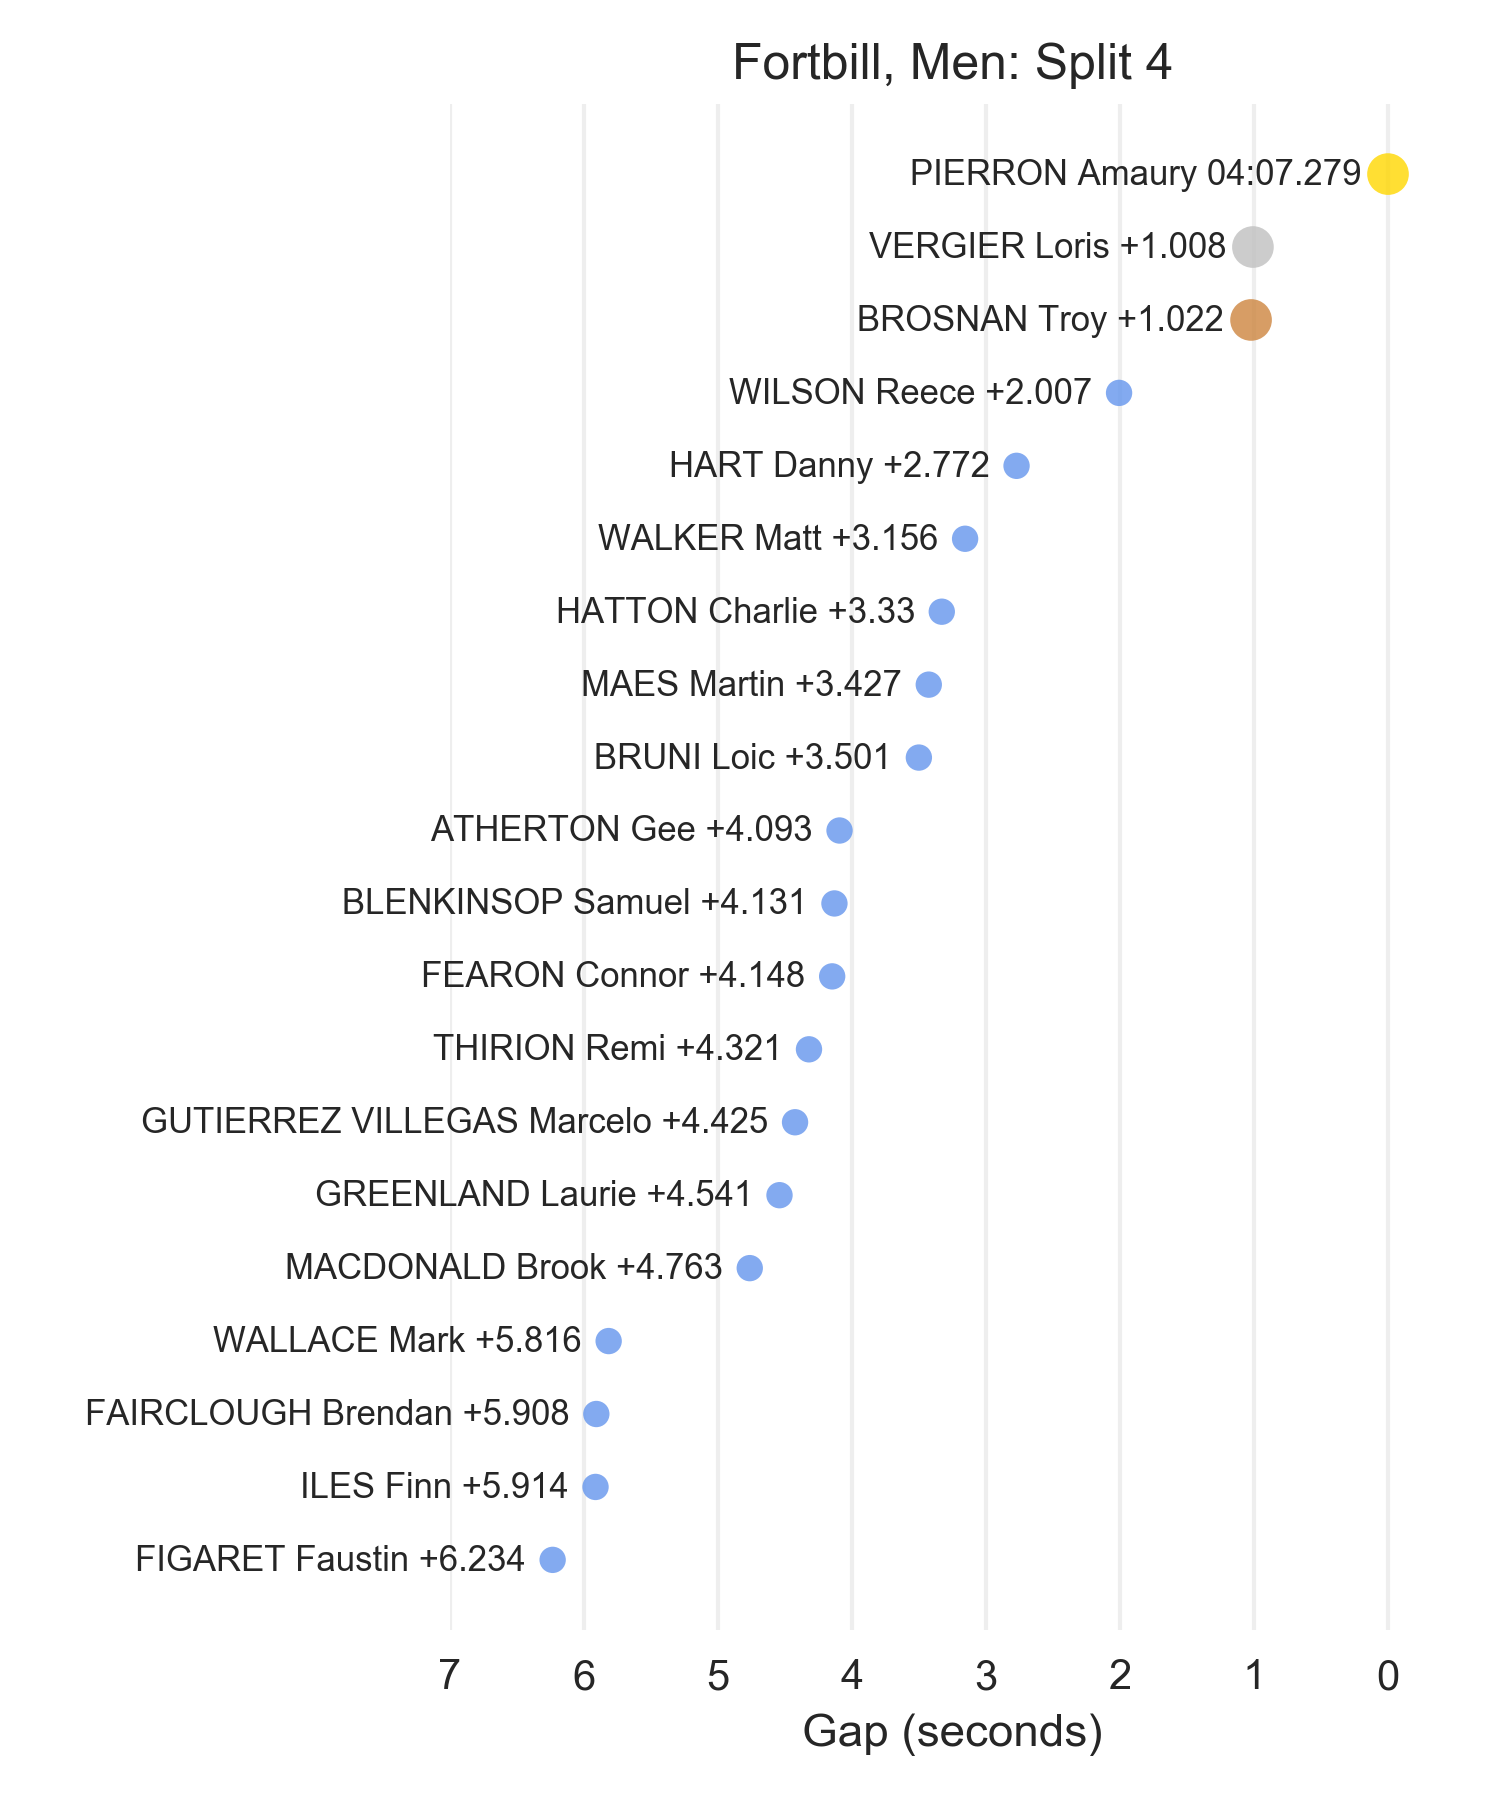 Fortbill, Men: Split 4
PIERRON Amaury 04:07.279
VERGIER Loris +1.008
BROSNAN Troy +1.022
WILSON Reece +2.007
HART Danny +2.772
WALKER Matt +3.156
HATTON Charlie +3.33
MAES Martin +3.427
BRUNI Loic +3.501
ATHERTON Gee +4.093
BLENKINSOP Samuel +4.131
FEARON Connor +4.148
THIRION Remi +4.321
GUTIERREZ VILLEGAS Marcelo +4.425
GREENLAND Laurie +4.541
MACDONALD Brook +4.763
WALLACE Mark +5.816
FAIRCLOUGH Brendan +5.908
ILES Finn +5.914
FIGARET Faustin +6.234
7 6 5 4 3 2 1 0
Gap (seconds)